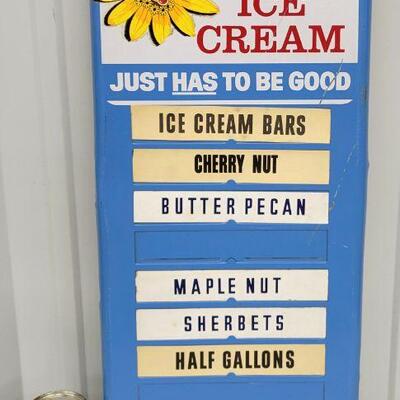 ICE
CREAM
JUST HAS TO BE GOOD
ICE CREAM BARS
CHERRY NUT
BUTTER PECAN
MAPLE NUT
SHERBETS
HALF GALLONS